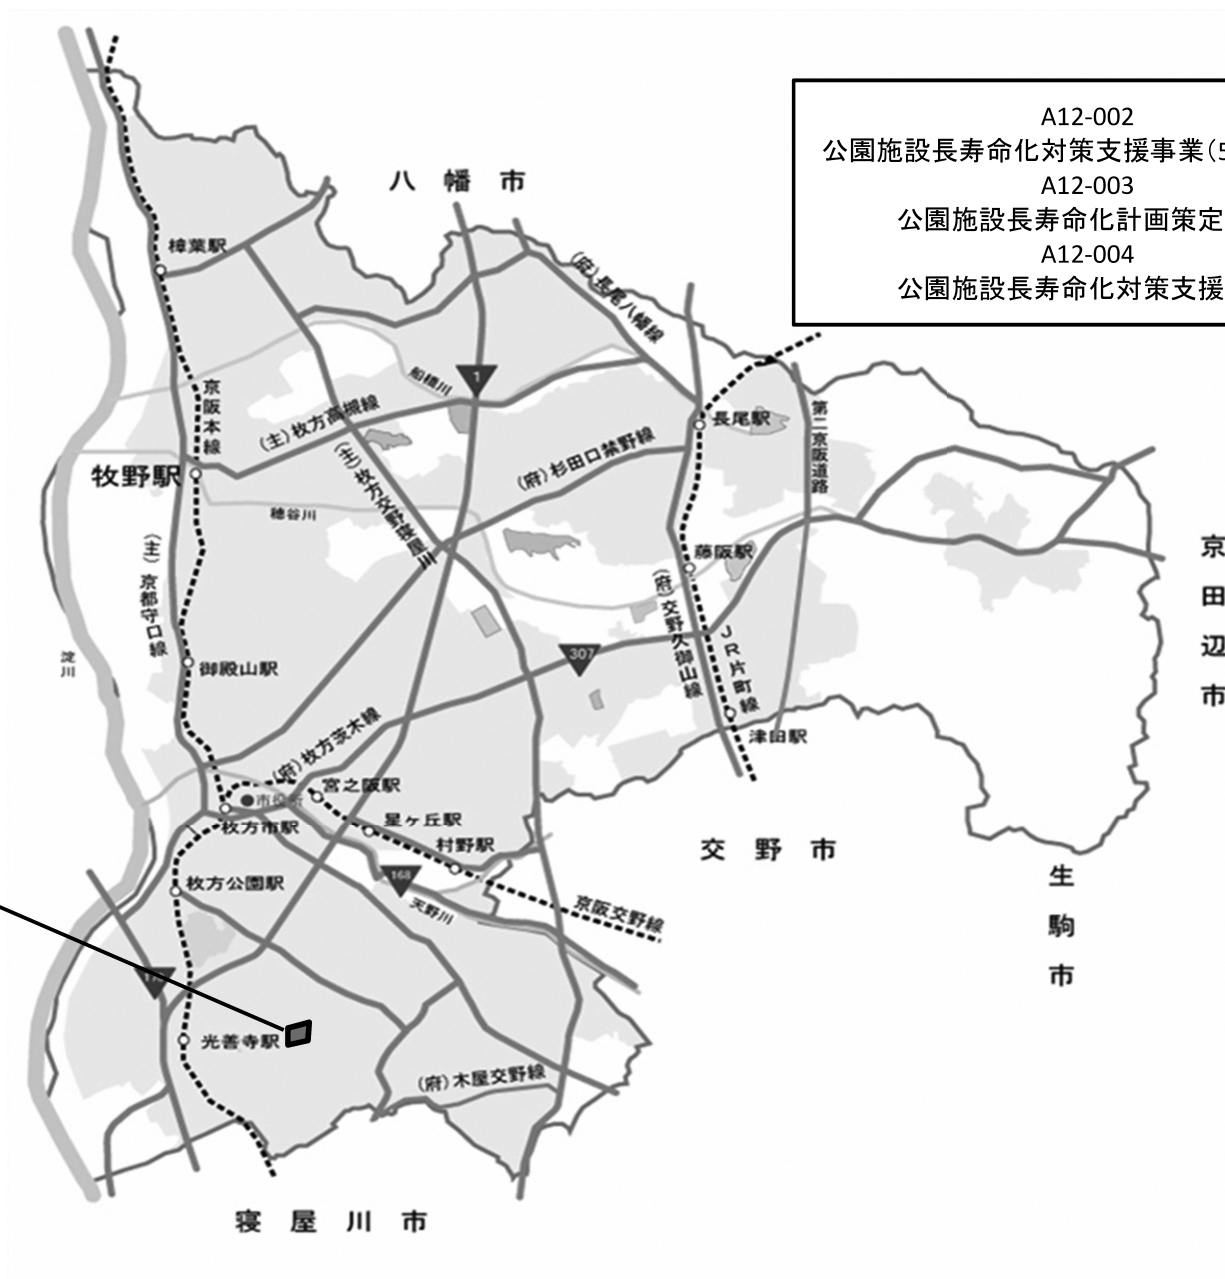 A12-002
公園施設長寿命化対策支援事業(5
A12-003
公園施設長寿命化計画策定
A12-004
公園施設長寿命化対策支援
八幡市
樟葉駅
(府)長尾八幡線
船橋川
1
京阪本線
(主)枚方高槻線
長尾駅
第二京阪道路
牧野駅
(主)枚方交野寝屋川
(府)杉田口禁野線
穂谷川
藤阪駅
京田辺市
(主)京都守口線
(府)交野久御山線
JR片町線
淀川
御殿山駅
307
津田駅
(府)枚方茨木線
宮之阪駅
市役所
枚方市駅
星ヶ丘駅
村野駅
交野市
168
生駒市
枚方公園駅
天野川
京阪交野線
光善寺駅
(府)木屋交野線
寝屋川市